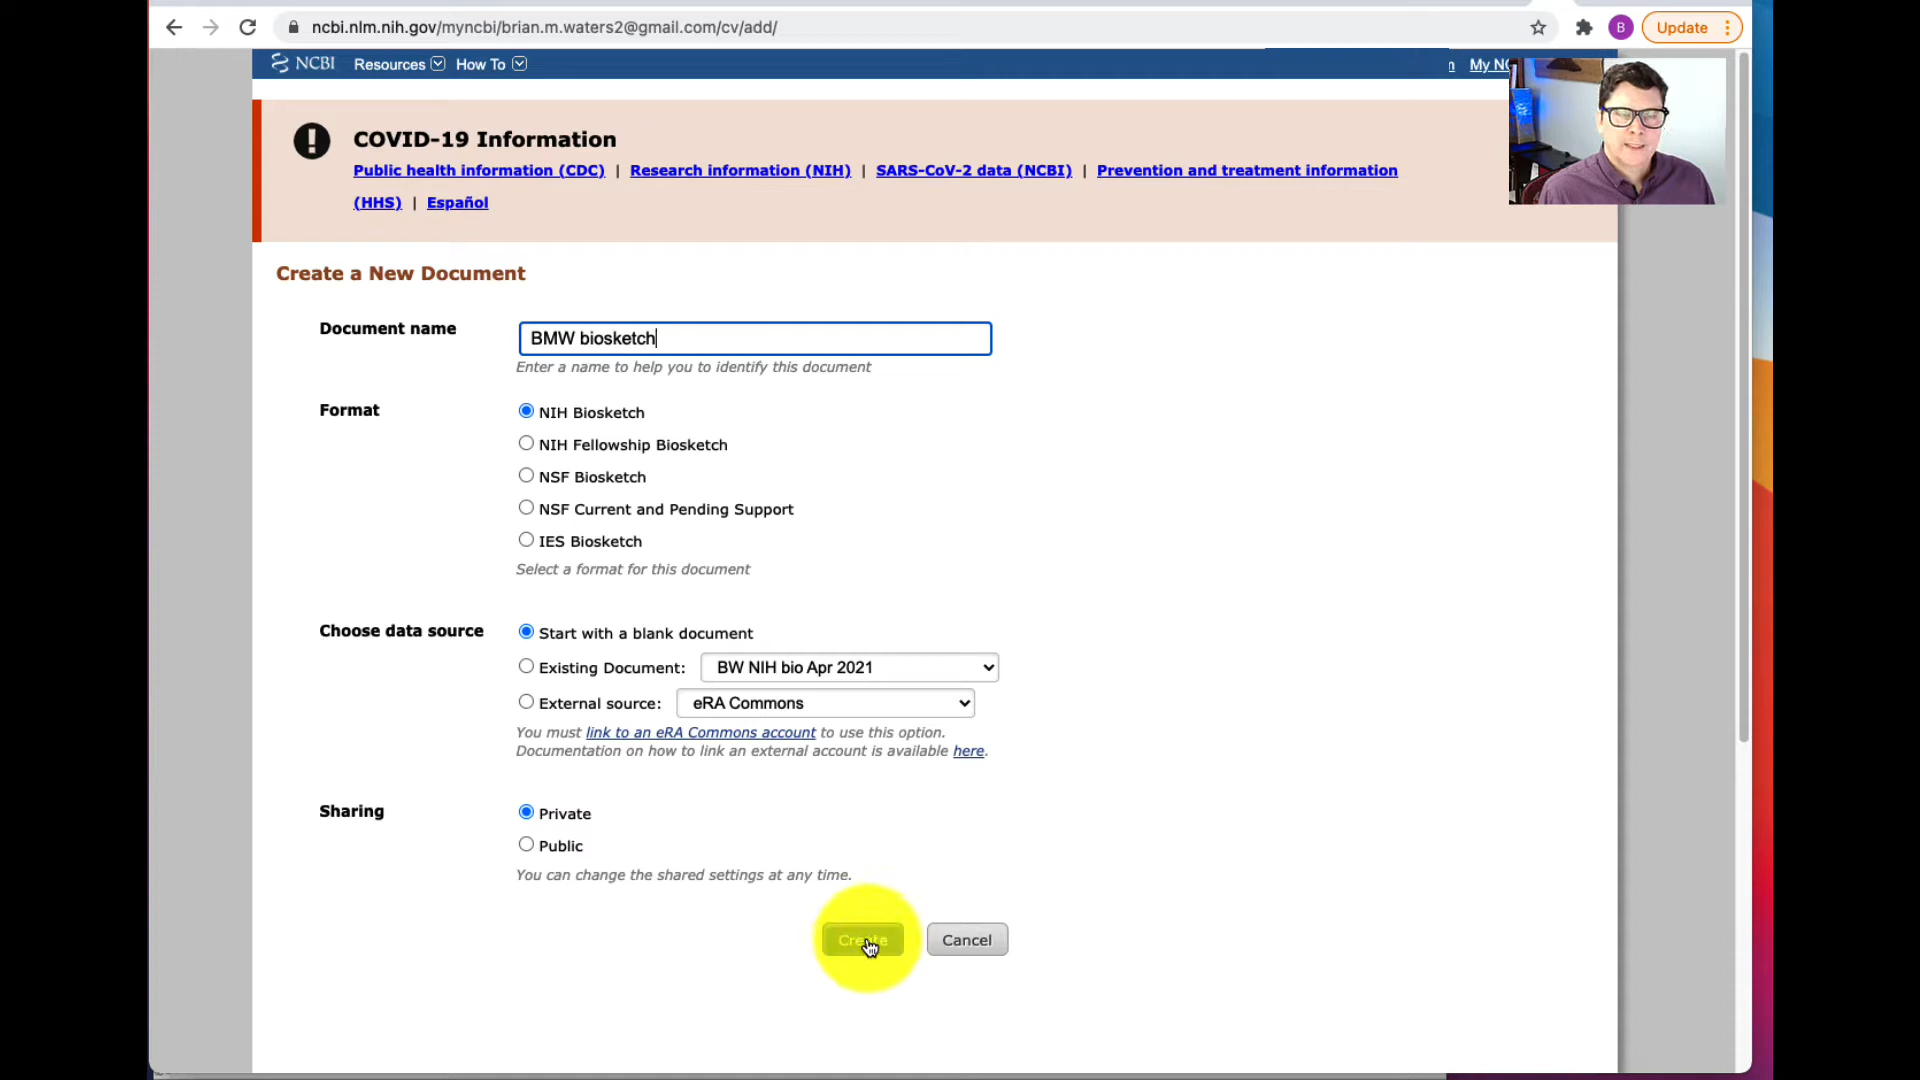 ncbi.nlm.nih.gov/myncbi/brian.m.waters2@gmail.com/cv/add/
B
Update
NCBI Resources How To
n My NC
COVID-19 Information
Public health information (CDC) | Research information (NIH) | SARS-CoV-2 data (NCBI) | Prevention and treatment information
(HHS) | Español
Create a New Document
Document name
BMW biosketch
Enter a name to help you to identify this document
Format
NIH Biosketch
NIH Fellowship Biosketch
NSF Biosketch
NSF Current and Pending Support
IES Biosketch
Select a format for this document
Choose data source
Start with a blank document
Existing Document: BW NIH bio Apr 2021
External source: eRA Commons
You must link to an eRA Commons account to use this option.
Documentation on how to link an external account is available here.
Sharing
Private
Public
You can change the shared settings at any time.
Create Cancel